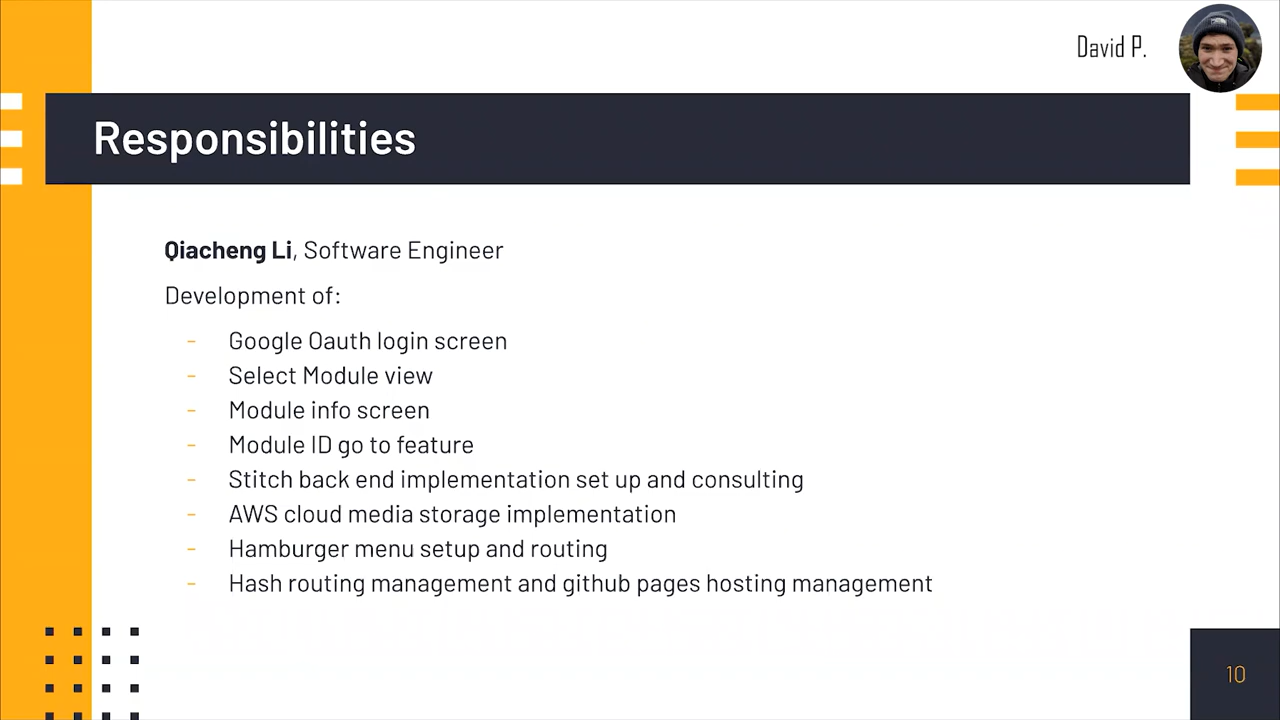 David P.
Responsibilities
Qiacheng Li, Software Engineer
Development of:
- Google Oauth login screen
- Select Module view
- Module info screen
- Module ID go to feature
- Stitch back end implementation set up and consulting
- AWS cloud media storage implementation
- Hamburger menu setup and routing
- Hash routing management and github pages hosting management
10